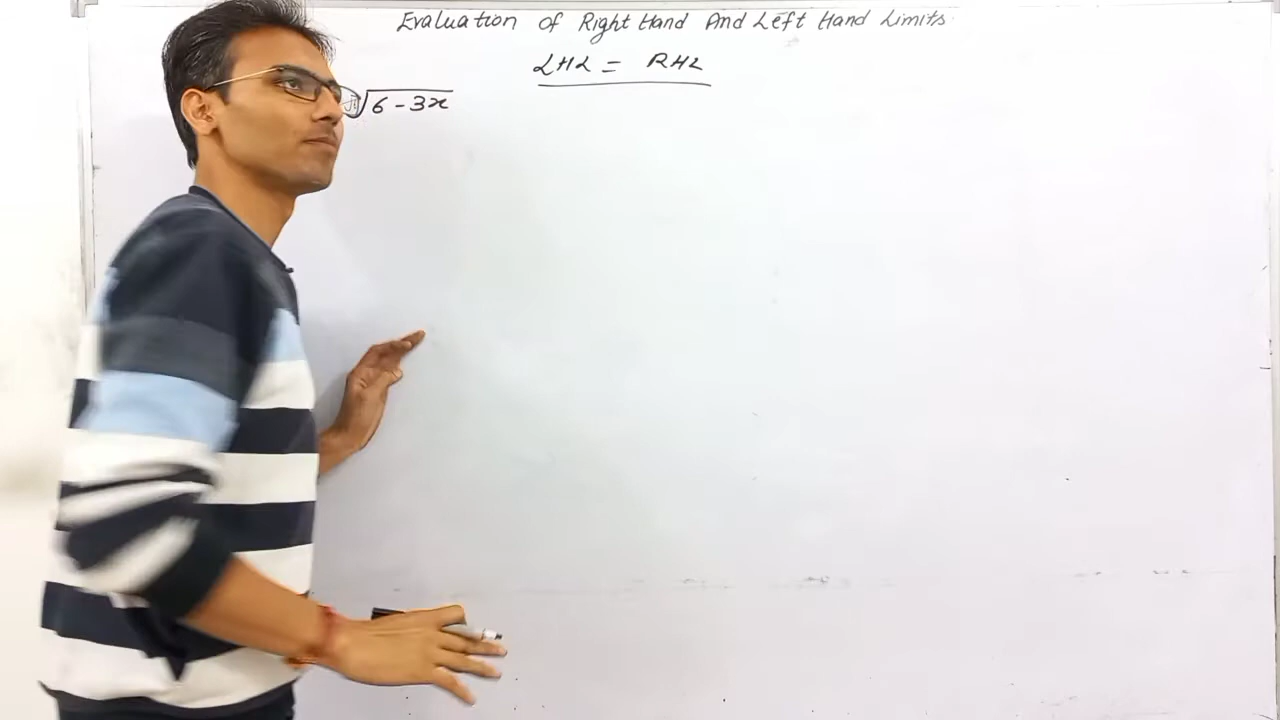 Evaluation of Right Hand And Left Hand Limits.
LHL = RHL
√6-3x